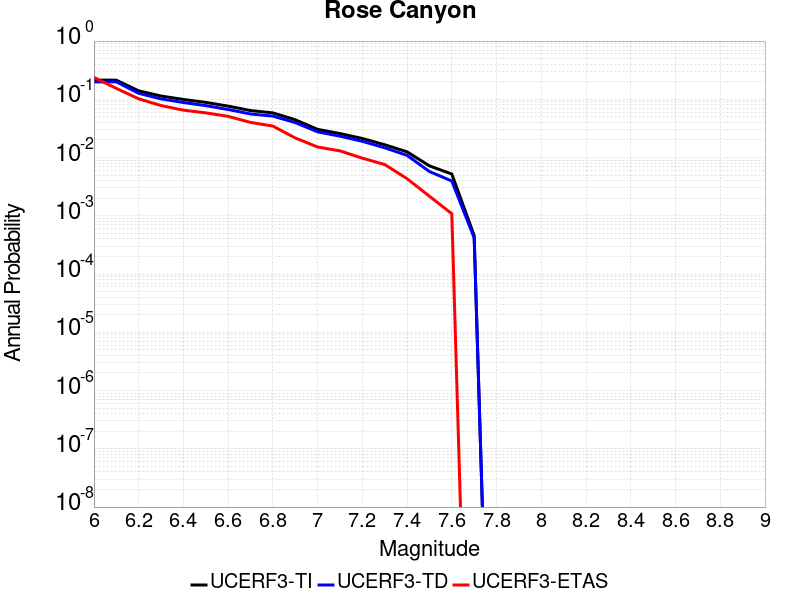 Rose Canyon
Annual Probability
10^0
10^-1
10^-2
10^-3
10^-4
10^-5
10^-6
10^-7
10^-8
6 6.2 6.4 6.6 6.8 7 7.2 7.4 7.6 7.8 8 8.2 8.4 8.6 8.8 9
Magnitude
UCERF3-TI UCERF3-TD UCERF3-ETAS